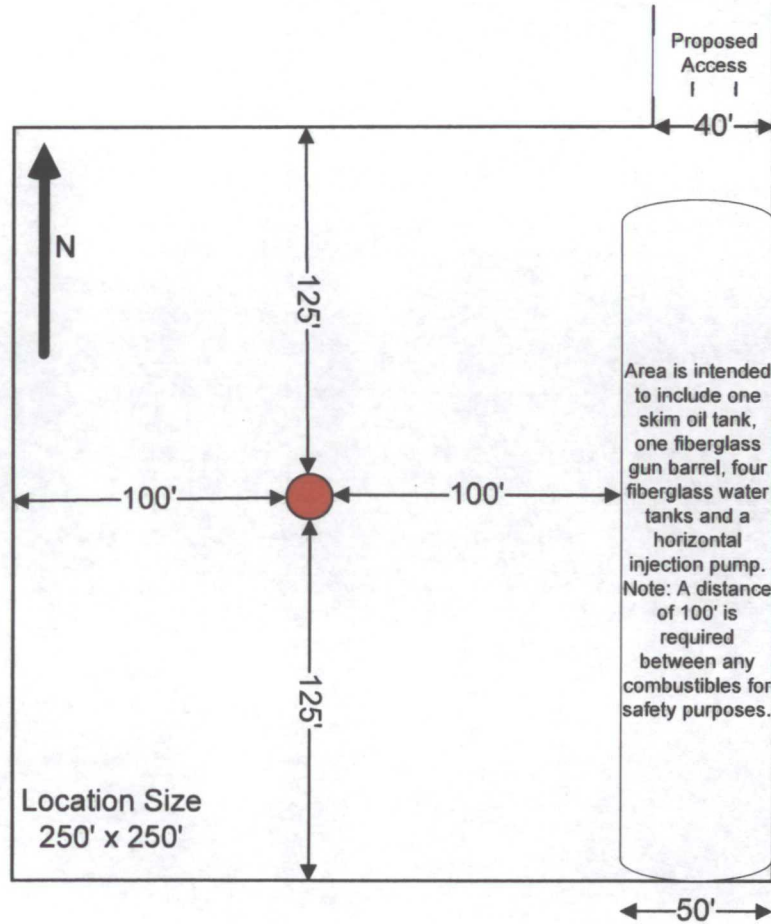 Proposed
Access
40'
N
125'
100'
100'
Area is intended
to include one
skim oil tank,
one fiberglass
gun barrel, four
fiberglass water
tanks and a
horizontal
injection pump.
Note: A distance
of 100' is
required
between any
combustibles for
safety purposes.
125'
Location Size
250' x 250'
50'